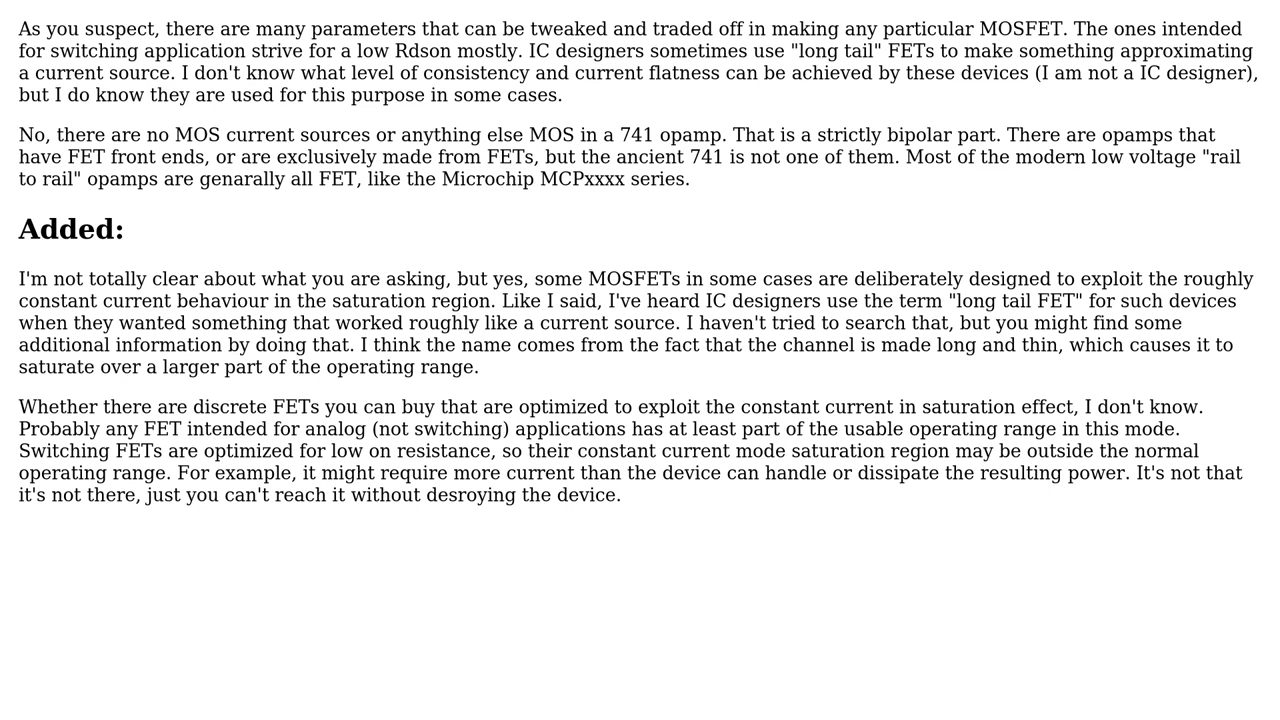 As you suspect, there are many parameters that can be tweaked and traded off in making any particular MOSFET. The ones intended
for switching application strive for a low Rdson mostly. IC designers sometimes use "long tail" FETs to make something approximating
a current source. I don't know what level of consistency and current flatness can be achieved by these devices (I am not a IC designer),
but I do know they are used for this purpose in some cases.
No, there are no MOS current sources or anything else MOS in a 741 opamp. That is a strictly bipolar part. There are opamps that
have FET front ends, or are exclusively made from FETs, but the ancient 741 is not one of them. Most of the modern low voltage "rail
to rail" opamps are genarally all FET, like the Microchip MCPxxxx series.
Added:
I'm not totally clear about what you are asking, but yes, some MOSFETs in some cases are deliberately designed to exploit the roughly
constant current behaviour in the saturation region. Like I said, I've heard IC designers use the term "long tail FET" for such devices
when they wanted something that worked roughly like a current source. I haven't tried to search that, but you might find some
additional information by doing that. I think the name comes from the fact that the channel is made long and thin, which causes it to
saturate over a larger part of the operating range.
Whether there are discrete FETs you can buy that are optimized to exploit the constant current in saturation effect, I don't know.
Probably any FET intended for analog (not switching) applications has at least part of the usable operating range in this mode.
Switching FETs are optimized for low on resistance, so their constant current mode saturation region may be outside the normal
operating range. For example, it might require more current than the device can handle or dissipate the resulting power. It's not that
it's not there, just you can't reach it without desroying the device.